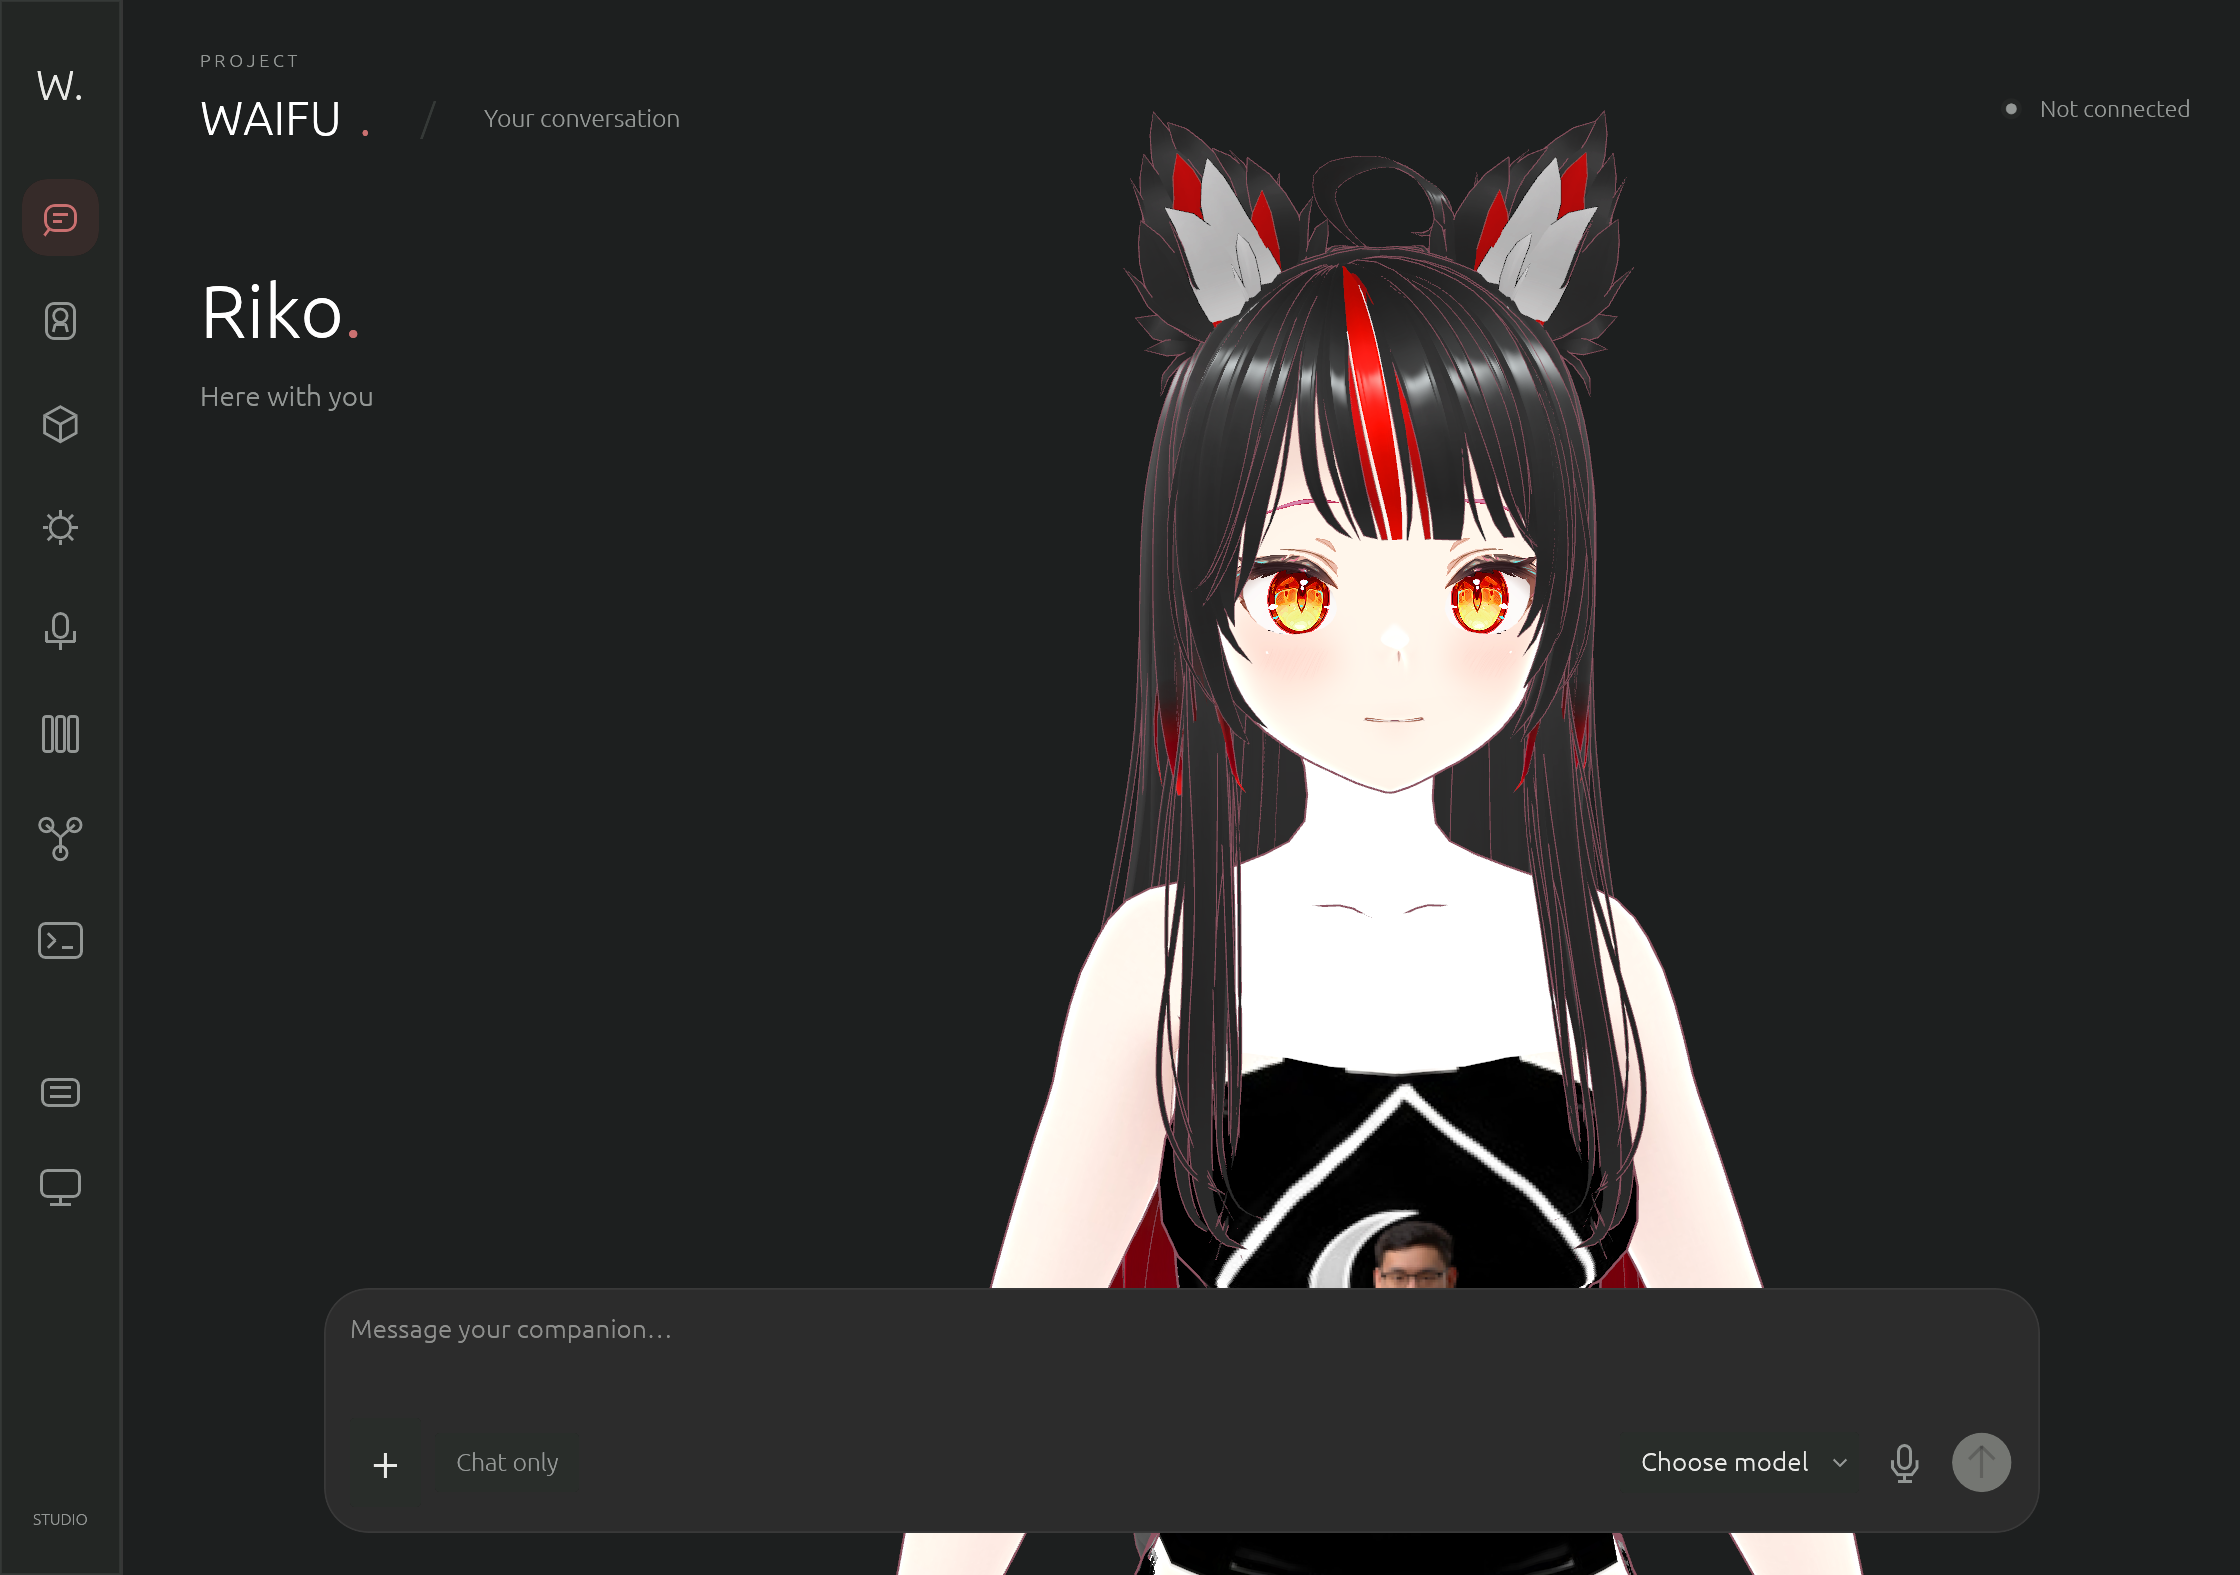 W.
PROJECT
WAIFU . / Your conversation
Not connected
Riko.
Here with you
Message your companion...
+ Chat only
Choose model
STUDIO